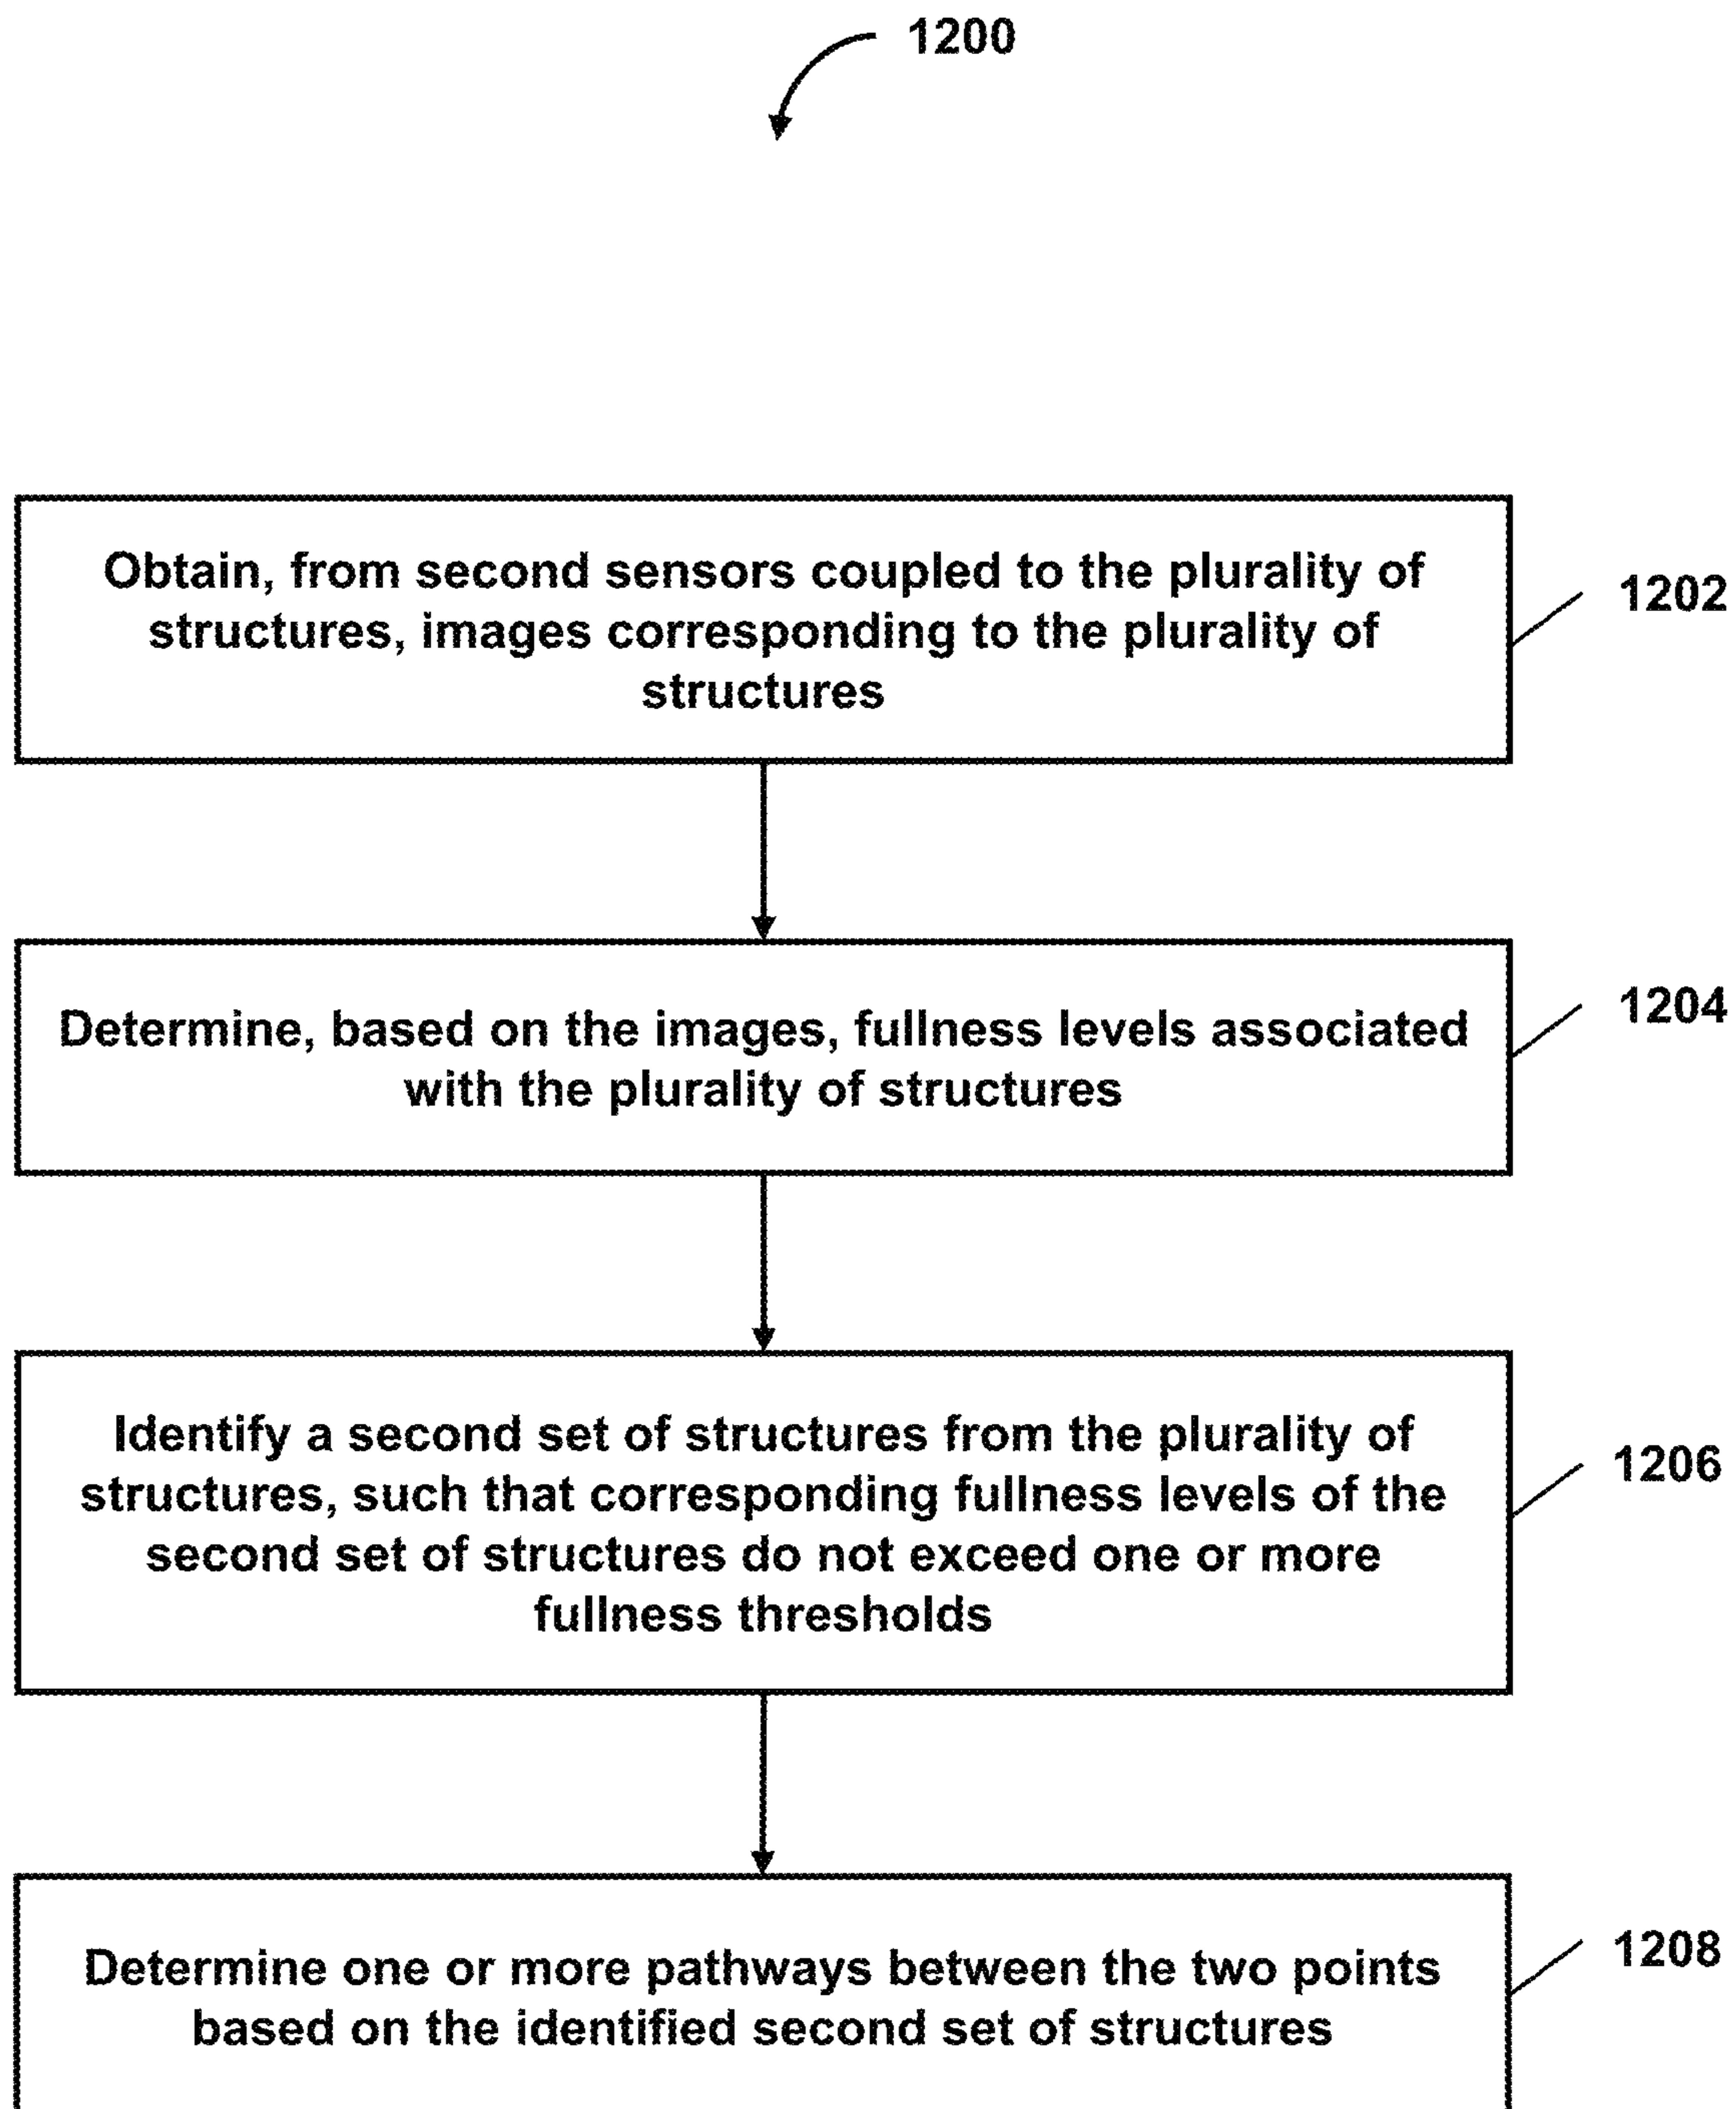 1200
Obtain, from second sensors coupled to the plurality of
structures, images corresponding to the plurality of
structures
1202
Determine, based on the images, fullness levels associated
with the plurality of structures
1204
Identify a second set of structures from the plurality of
structures, such that corresponding fullness levels of the
second set of structures do not exceed one or more
fullness thresholds
1206
Determine one or more pathways between the two points
based on the identified second set of structures
1208